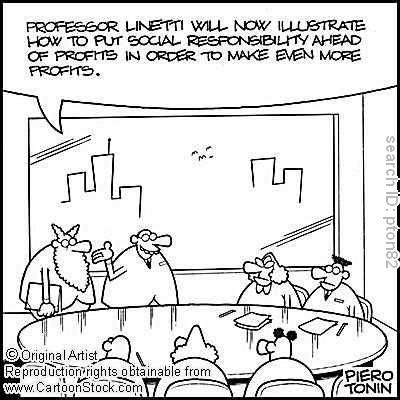 PROFESSOR LINETTI WILL NOW ILLUSTRATE
HOW TO PUT SOCIAL RESPONSIBILITY AHEAD
OF PROFITS IN ORDER TO MAKE EVEN MORE
PROFITS.
search ID: pton82
© Original Artist
Reproduction rights obtainable from
www.CartoonStock.com
PIERO
TONIN